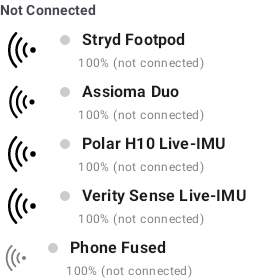 Not Connected
Stryd Footpod
100% (not connected)
Assioma Duo
100% (not connected)
Polar H10 Live-IMU
100% (not connected)
Verity Sense Live-IMU
100% (not connected)
Phone Fused
100% (not connected)